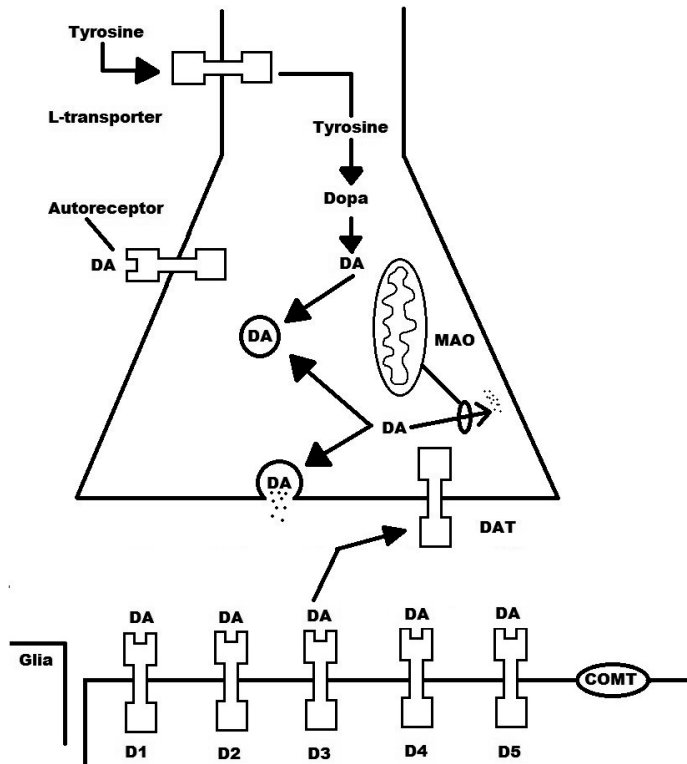 Tyrosine
L-transporter
Tyrosine
Dopa
Autoreceptor
DA
DA
DA
MAO
DA
DA
DAT
DA DA DA DA DA
Glia
COMT
D1 D2 D3 D4 D5